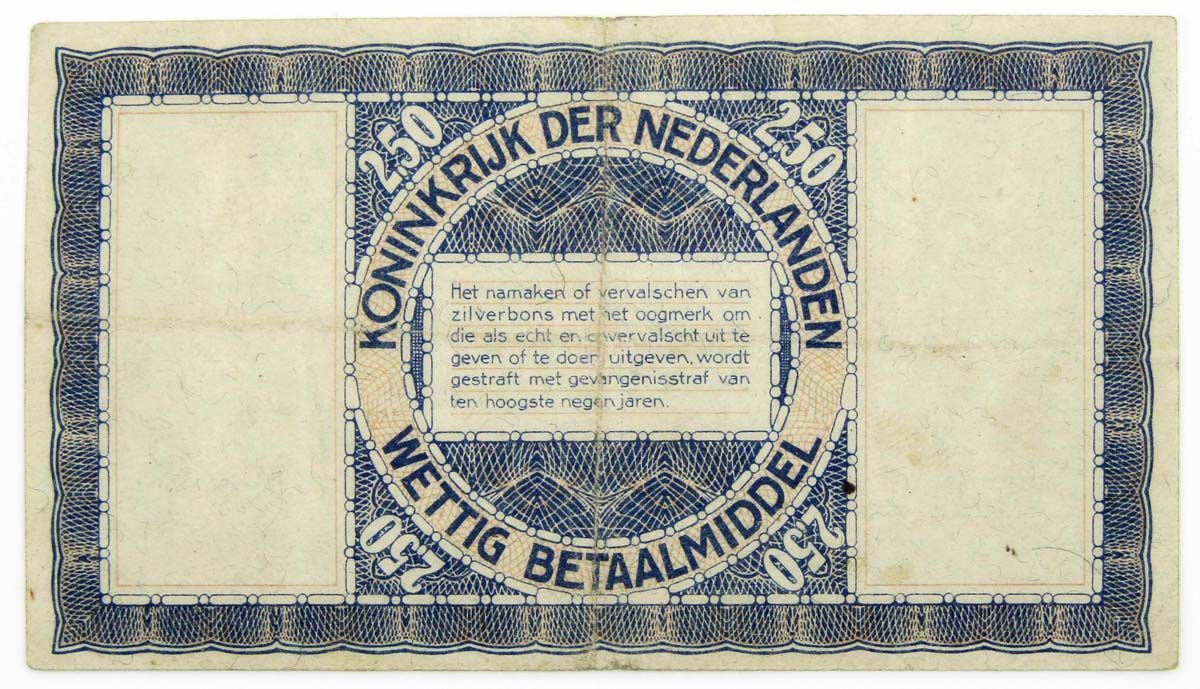 250
250
KONINKRIJK DER NEDERLANDEN
Het namaken of vervalschen van
zilverbons met het oogmerk om
die als echt en onvervalscht uit te
geven of te doen uitgeven, wordt
gestraft met gevangenisstraf van
ten hoogste negen jaren.
WETTIG BETAALMIDDEL
250
250